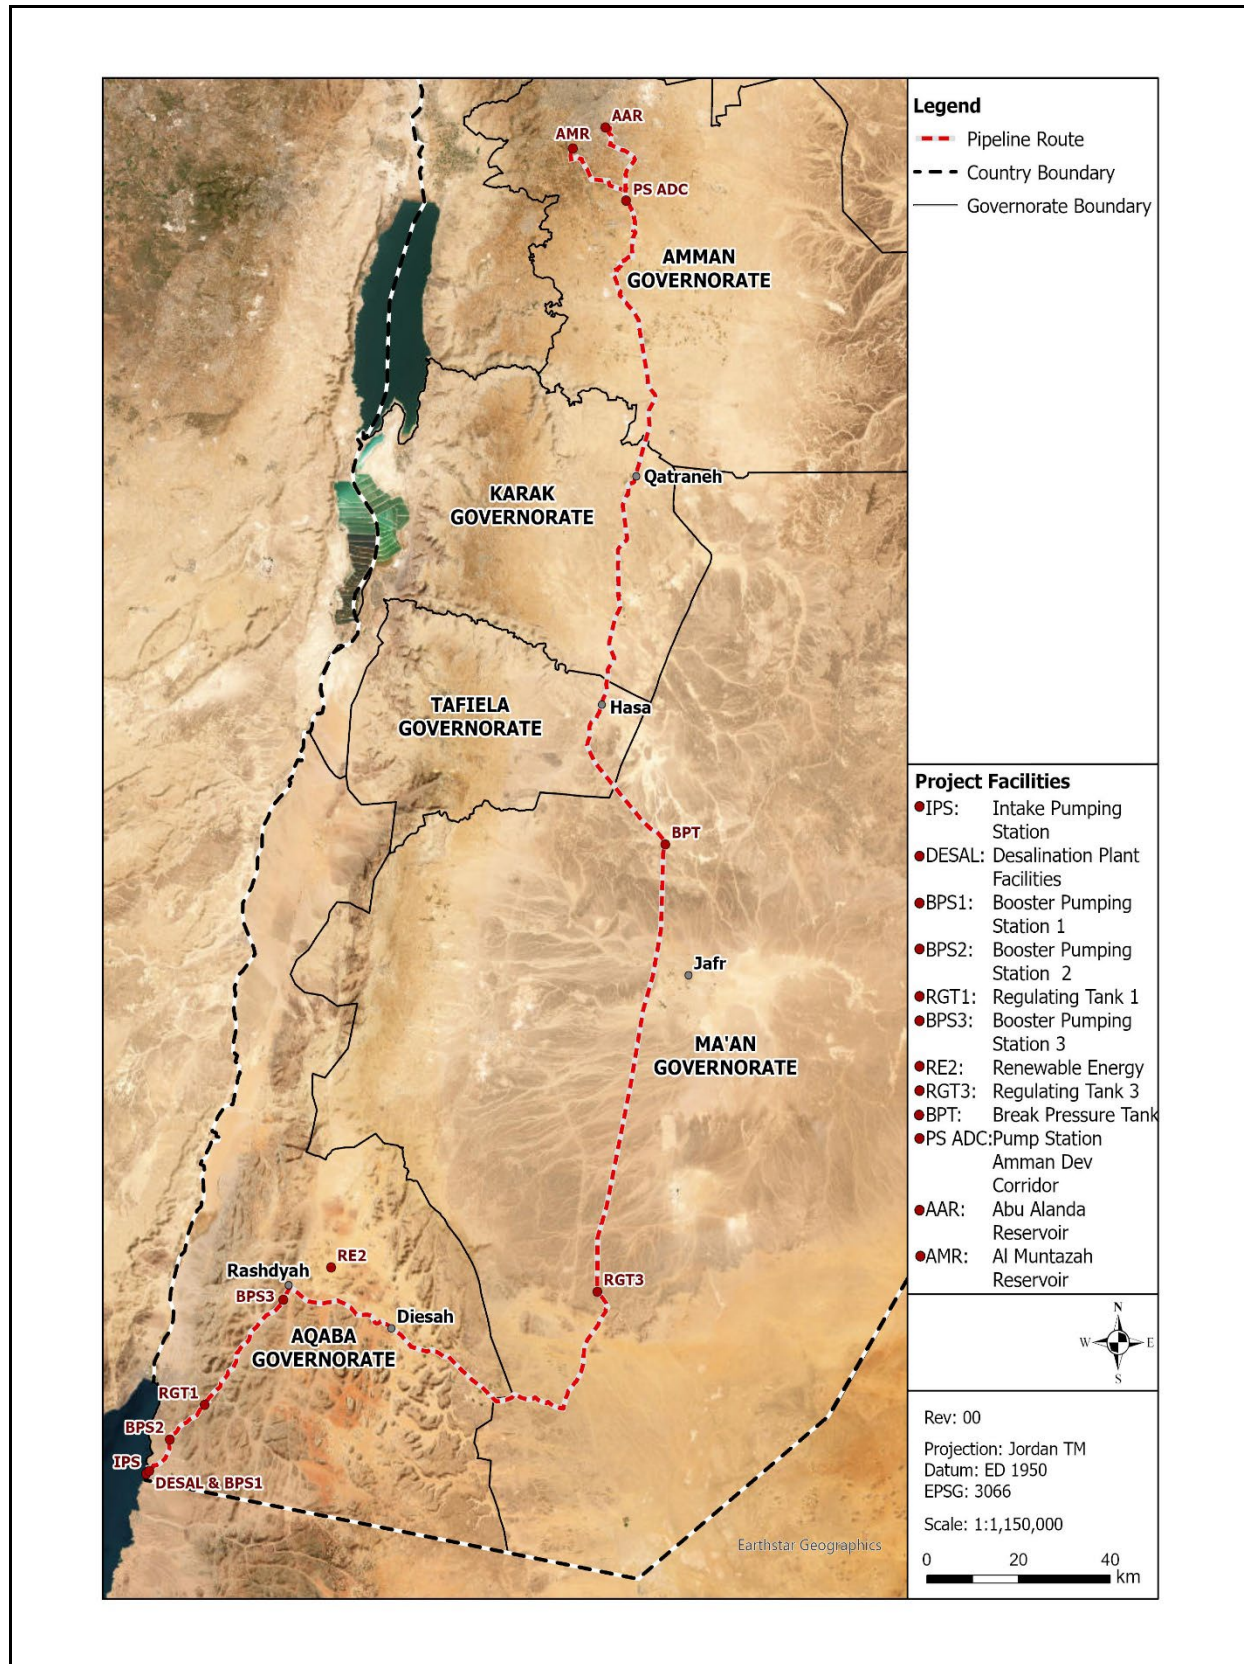 AAR
AMR
PS ADC
AMMAN
GOVERNORATE
Qatraneh
KARAK
GOVERNORATE
TAFIELA
GOVERNORATE
Hasa
BPT
Jafr
MA'AN
GOVERNORATE
RE2
Rashdyah
BPS3
RGT3
Diesah
AQABA
GOVERNORATE
RGT1
BPS2
IPS
DESAL & BPS1
Earthstar Geographics
Legend
Pipeline Route
Country Boundary
Governorate Boundary
Project Facilities
IPS: Intake Pumping
Station
DESAL: Desalination Plant
Facilities
BPS1: Booster Pumping
Station 1
BPS2: Booster Pumping
Station 2
RGT1: Regulating Tank 1
BPS3: Booster Pumping
Station 3
RE2: Renewable Energy
RGT3: Regulating Tank 3
BPT: Break Pressure Tank
PS ADC: Pump Station
Amman Dev
Corridor
AAR: Abu Alanda
Reservoir
AMR: Al Muntazah
Reservoir
N
W E
S
Rev: 00
Projection: Jordan TM
Datum: ED 1950
EPSG: 3066
Scale: 1:1,150,000
0 20 40
km